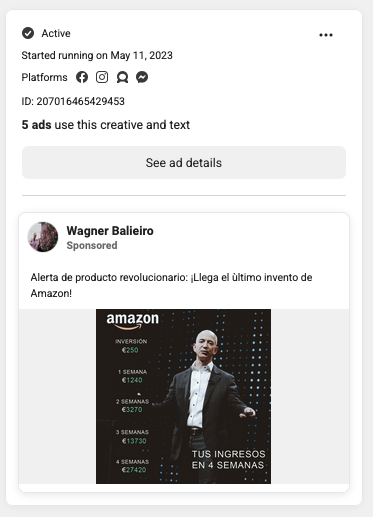 Active
Started running on May 11, 2023
Platforms
ID: 207016465429453
5 ads use this creative and text
See ad details
Wagner Balieiro
Sponsored
Alerta de producto revolucionario: ¡Llega el ùltimo invento de
Amazon!
amazon
INVERSIÓN
€250
1 SEMANA
€1240
2 SEMANAS
€3270
3 SEMANAS
€13730
4 SEMANAS
€27420
TUS INGRESOS
EN 4 SEMANAS